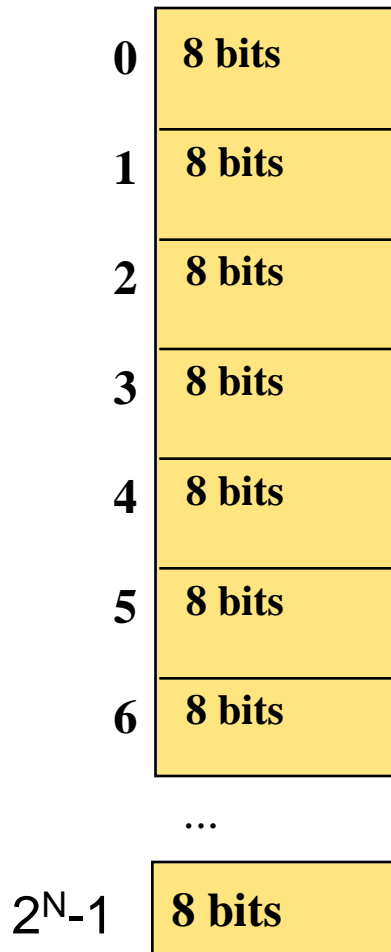 0 8 bits
1 8 bits
2 8 bits
3 8 bits
4 8 bits
5 8 bits
6 8 bits
...
2ᴺ-1 8 bits